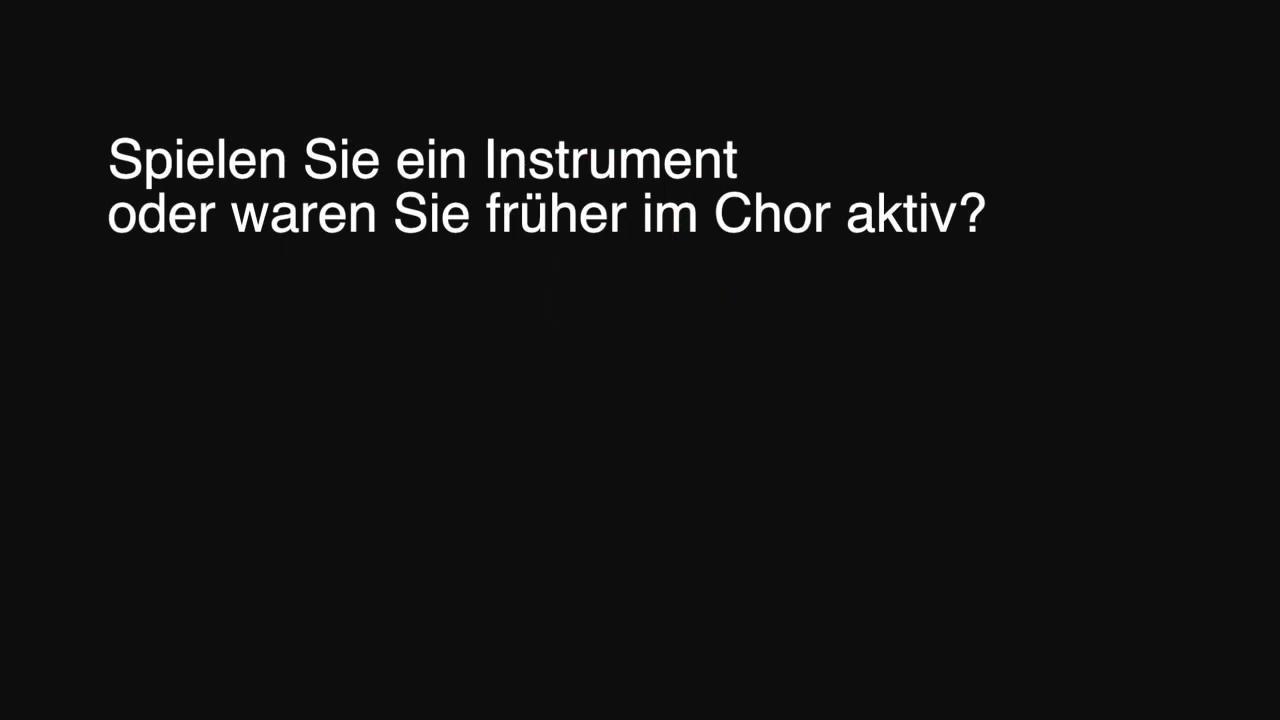 Spielen Sie ein Instrument
oder waren Sie früher im Chor aktiv?